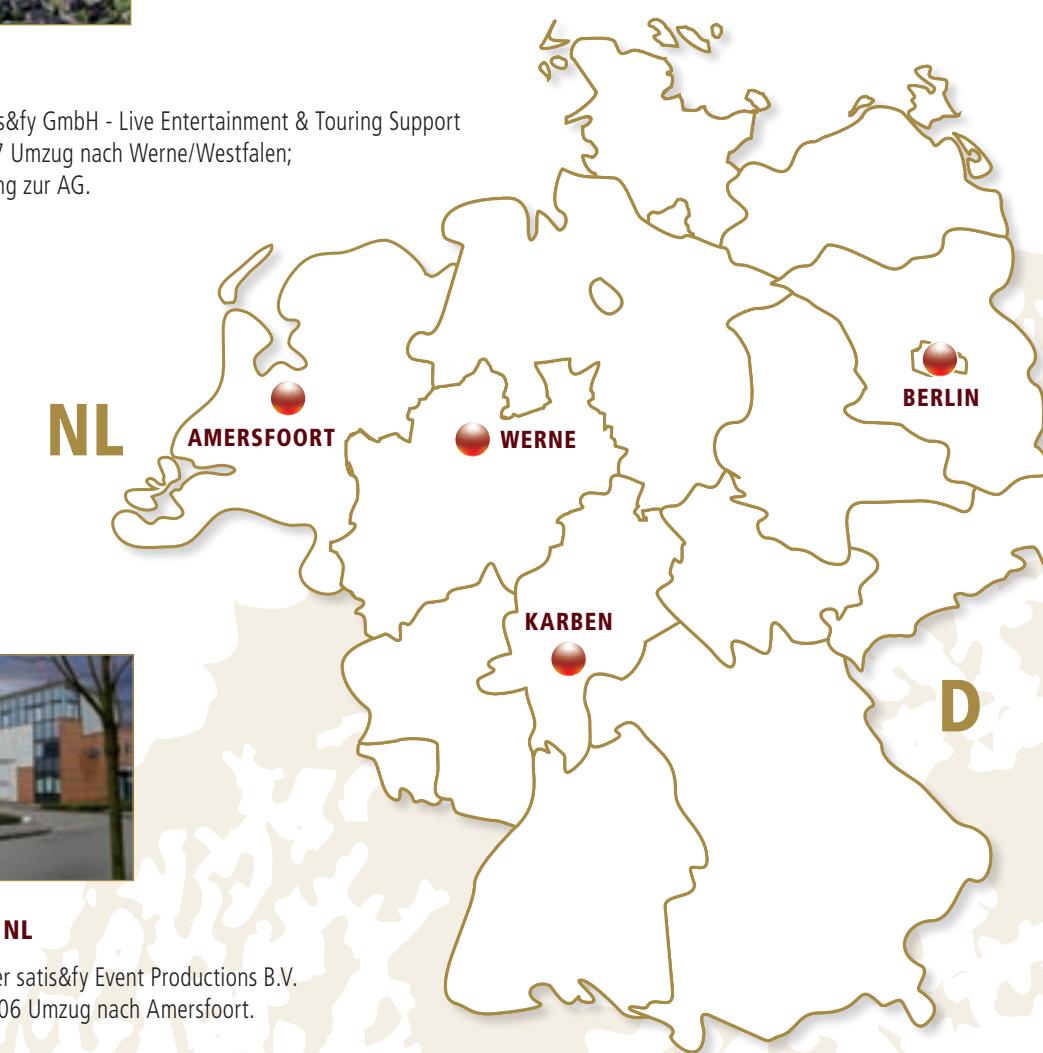 s&fy GmbH - Live Entertainment & Touring Support
7 Umzug nach Werne/Westfalen;
ng zur AG.
NL
AMERSFOORT
WERNE
BERLIN
KARBEN
D
NL
er satis&fy Event Productions B.V.
06 Umzug nach Amersfoort.